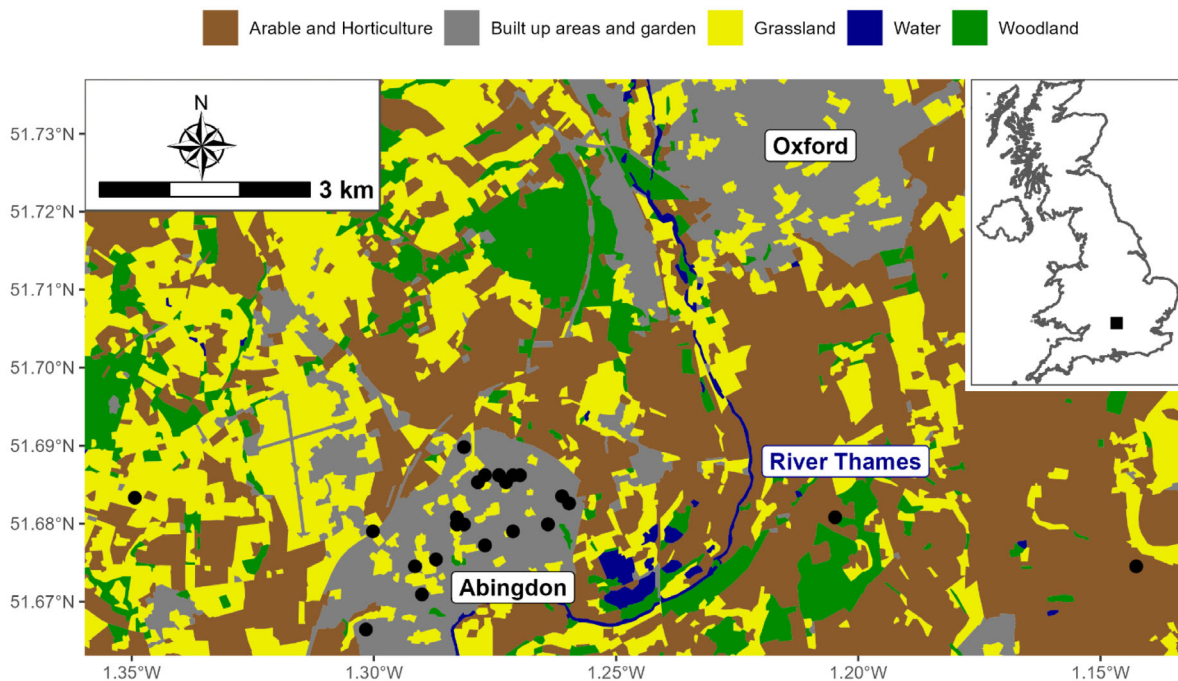 Arable and Horticulture Built up areas and garden Grassland Water Woodland
N
3 km
Oxford
River Thames
Abingdon
51.73°N
51.72°N
51.71°N
51.70°N
51.69°N
51.68°N
51.67°N
1.35°W 1.30°W 1.25°W 1.20°W 1.15°W